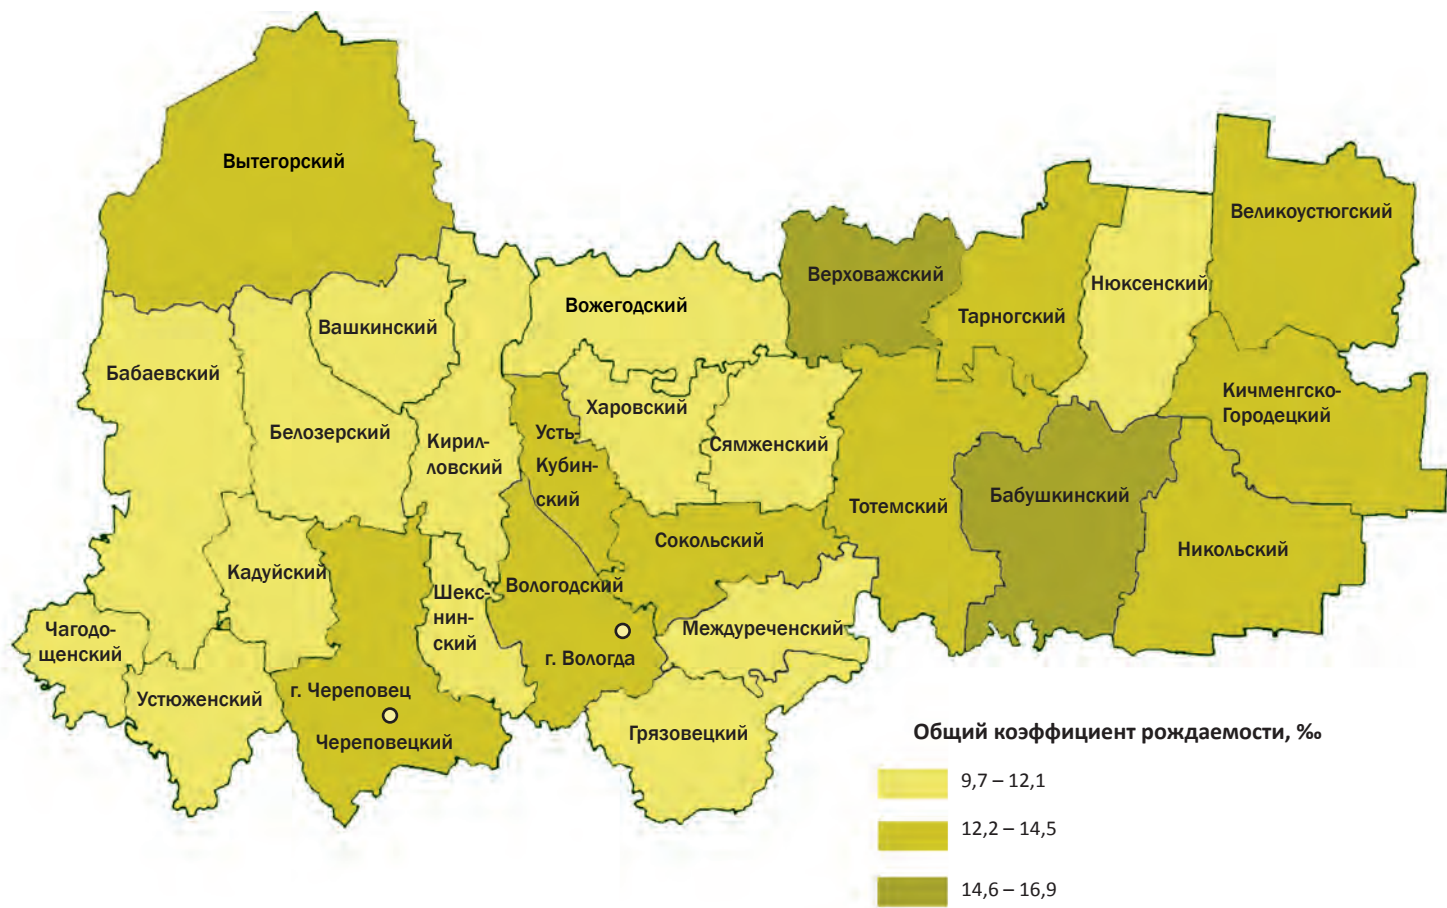 Вытегорский
Великоустюгский
Верховажский
Нюксенский
Вожегодский
Тарногский
Вашкинский
Бабаевский
Кичменгско-
Городецкий
Харовский
Белозерский
Кирил-
ловский
Усть-
Кубин-
ский
Сямженский
Бабушкинский
Тотемский
Сокольский
Никольский
Кадуйский
Шекс-
нин-
ский
Вологодский
Чагодо-
щенский
Междуреченский
г. Вологда
Устюженский
г. Череповец
Череповецкий
Грязовецкий
Общий коэффициент рождаемости, ‰
9,7 – 12,1
12,2 – 14,5
14,6 – 16,9